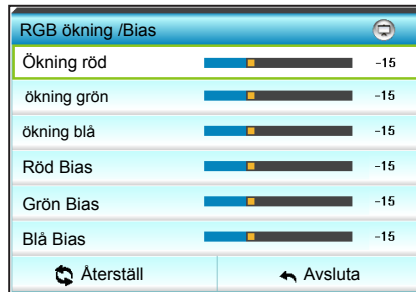 RGB ökning /Bias
Ökning röd -15
ökning grön -15
ökning blå -15
Röd Bias -15
Grön Bias -15
Blå Bias -15
Återställ Avsluta